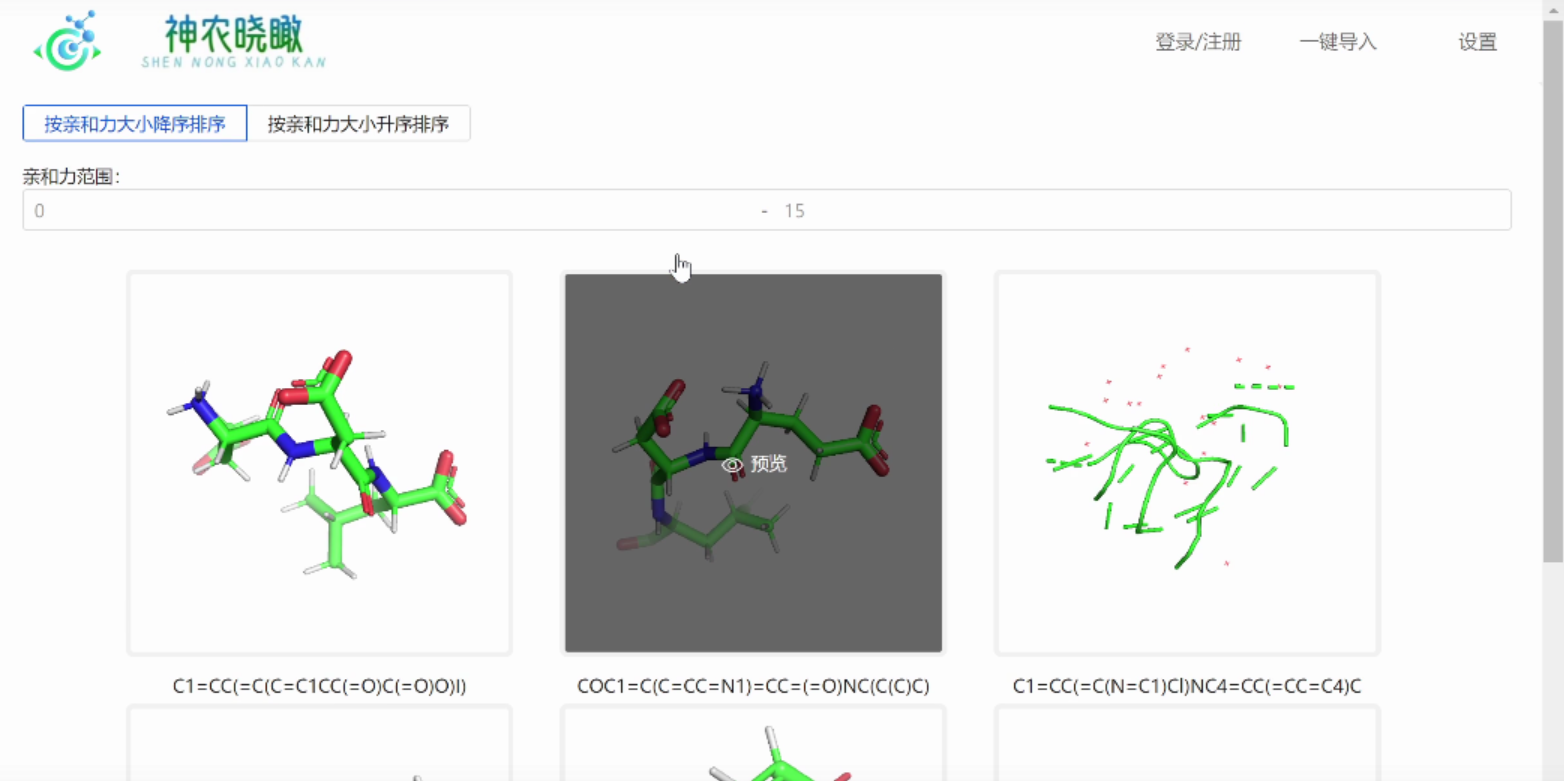 神农晓瞰
SHEN NONG XIAO KAN
登录/注册 一键导入 设置
按亲和力大小降序排序 按亲和力大小升序排序
亲和力范围:
0 - 15
预览
C1=CC(=C(C=C1CC(=O)C(=O)O)I)
COC1=C(C=CC=N1)=CC=(=O)NC(C(C)C)
C1=CC(=C(N=C1)Cl)NC4=CC(=CC=C4)C